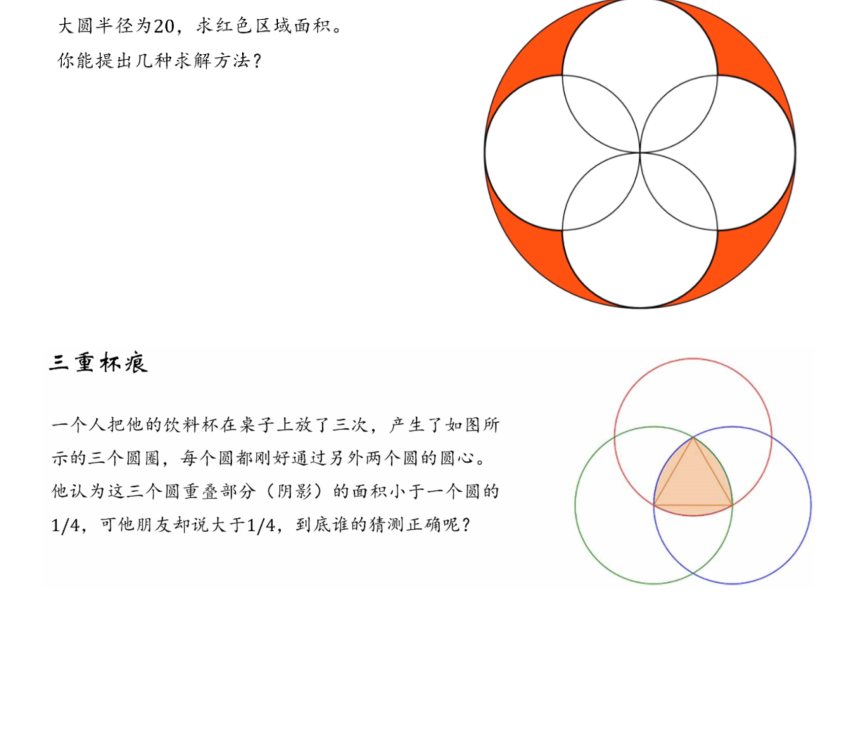 大圆半径为20，求红色区域面积。
你能提出几种求解方法？
三重杯痕
一个人把他的饮料杯在桌子上放了三次，产生了如图所
示的三个圆圈，每个圆都刚好通过另外两个圆的圆心。
他认为这三个圆重叠部分（阴影）的面积小于一个圆的
1/4，可他朋友却说大于1/4，到底谁的猜测正确呢？